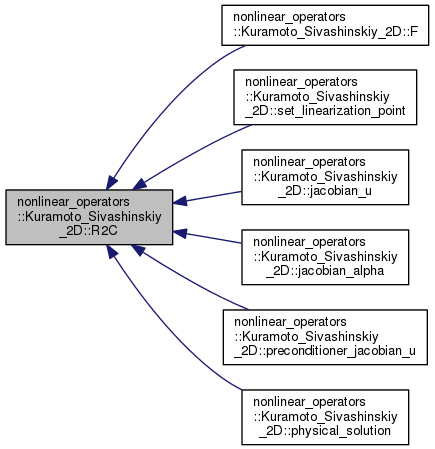 nonlinear_operators
::Kuramoto_Sivashinskiy_2D::F
nonlinear_operators
::Kuramoto_Sivashinskiy
_2D::set_linearization_point
nonlinear_operators
::Kuramoto_Sivashinskiy
_2D::jacobian_u
nonlinear_operators
::Kuramoto_Sivashinskiy
_2D::R2C
nonlinear_operators
::Kuramoto_Sivashinskiy
_2D::jacobian_alpha
nonlinear_operators
::Kuramoto_Sivashinskiy
_2D::preconditioner_jacobian_u
nonlinear_operators
::Kuramoto_Sivashinskiy
_2D::physical_solution